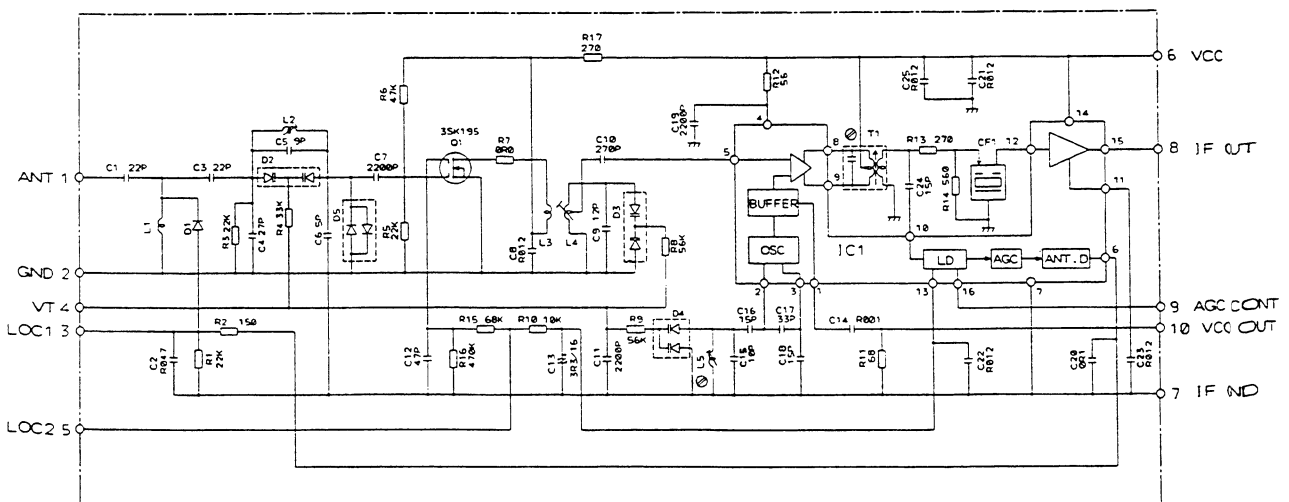 R17
270
6 VCC
R12
56
C25
R012
C21
R012
R6
47K
L2
C5 9P
3SK195
Q1
R7
0R0
C10
270P
C19
2200P
4
14
T1
8
R13 270
CF1
12
15
8 IF OUT
C1 22P
C3 22P
D2
C7
2200P
5
9
ANT 1
11
C24
15P
R14 560
BUFFER
10
L1
D1
R3 22K
C4 27P
R4 33K
C6 5P
D5
R5
22K
C8
R012
L3
L4
C9 12P
D3
R8
56K
OSC
IC1
LD
AGC
ANT.D
6
GND 2
2
3
1
13
16
7
VT 4
9 AGC CONT
LOC1 3
R2 150
R15 68K
R10 10K
R9
56K
D4
C16
15P
C17
33P
C14 R001
10 VCC OUT
C2
R047
R1
22K
C12
47P
R16
470K
C13
3R3/16
C11
2200P
L5
10P
C18
15P
R11
68
C22
R012
C20
0R1
C23
R012
7 IF GND
LOC2 5